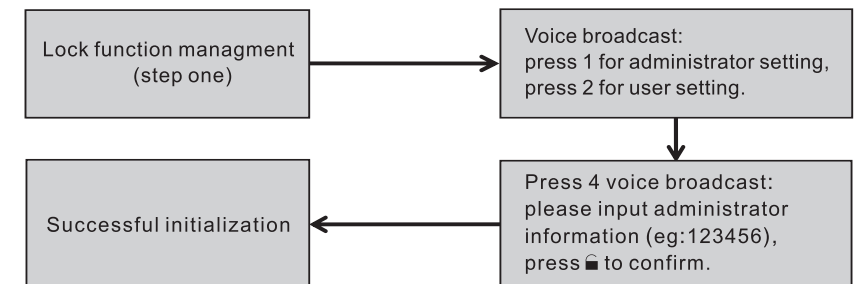 Lock function managment
(step one)
Voice broadcast:
press 1 for administrator setting,
press 2 for user setting.
Press 4 voice broadcast:
please input administrator
information (eg:123456),
press to confirm.
Successful initialization